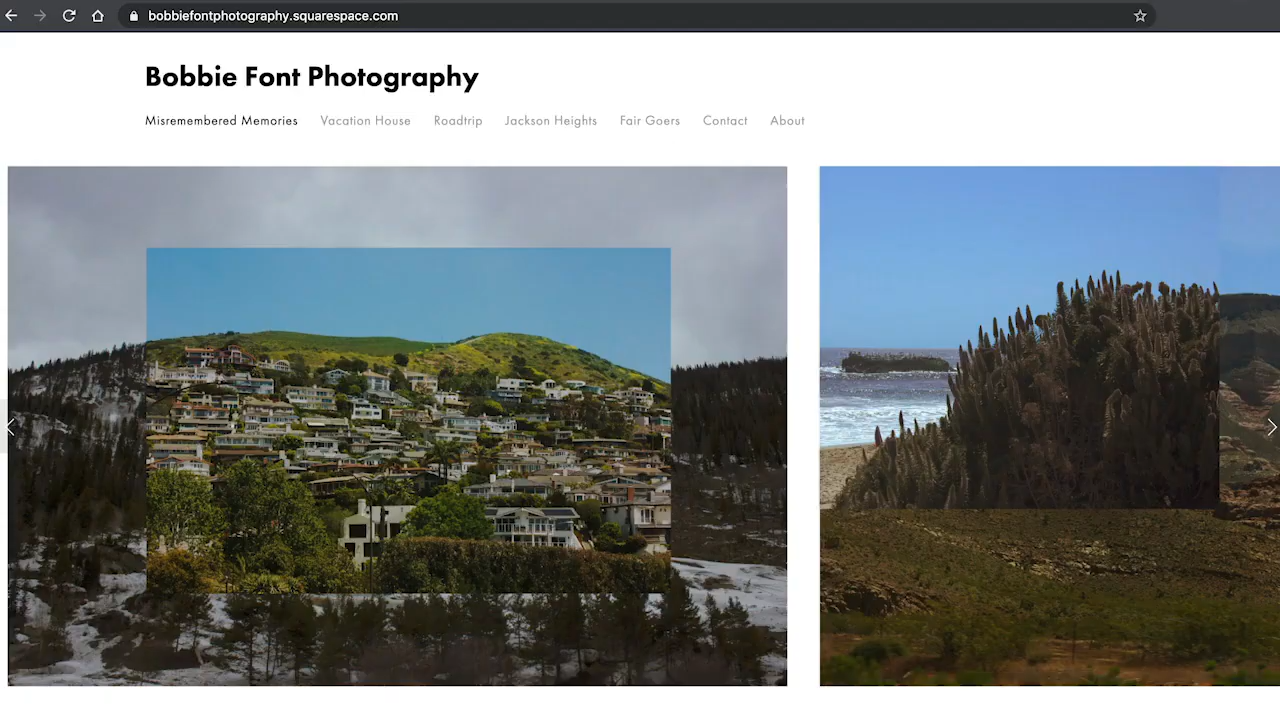 bobbiefontphotography.squarespace.com
Bobbie Font Photography
Misremembered Memories Vacation House Roadtrip Jackson Heights Fair Goers Contact About